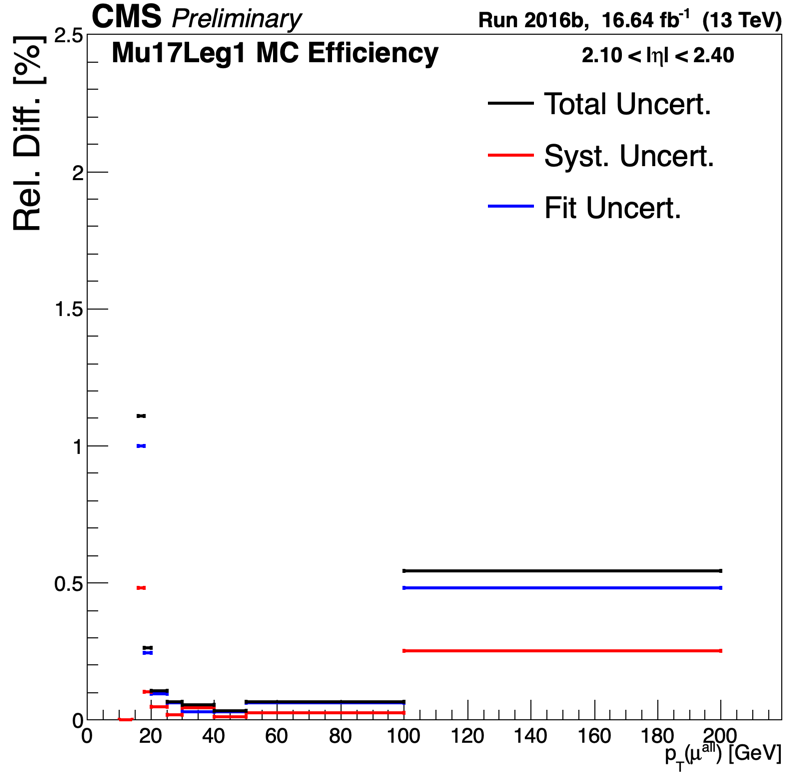 CMS Preliminary Run 2016b, 16.64 fb⁻¹ (13 TeV)
Mu17Leg1 MC Efficiency 2.10 < |η| < 2.40
Total Uncert.
Syst. Uncert.
Fit Uncert.
Rel. Diff. [%]
2.5
2
1.5
1
0.5
0
0 20 40 60 80 100 120 140 160 180 200
p_T(μ^all) [GeV]